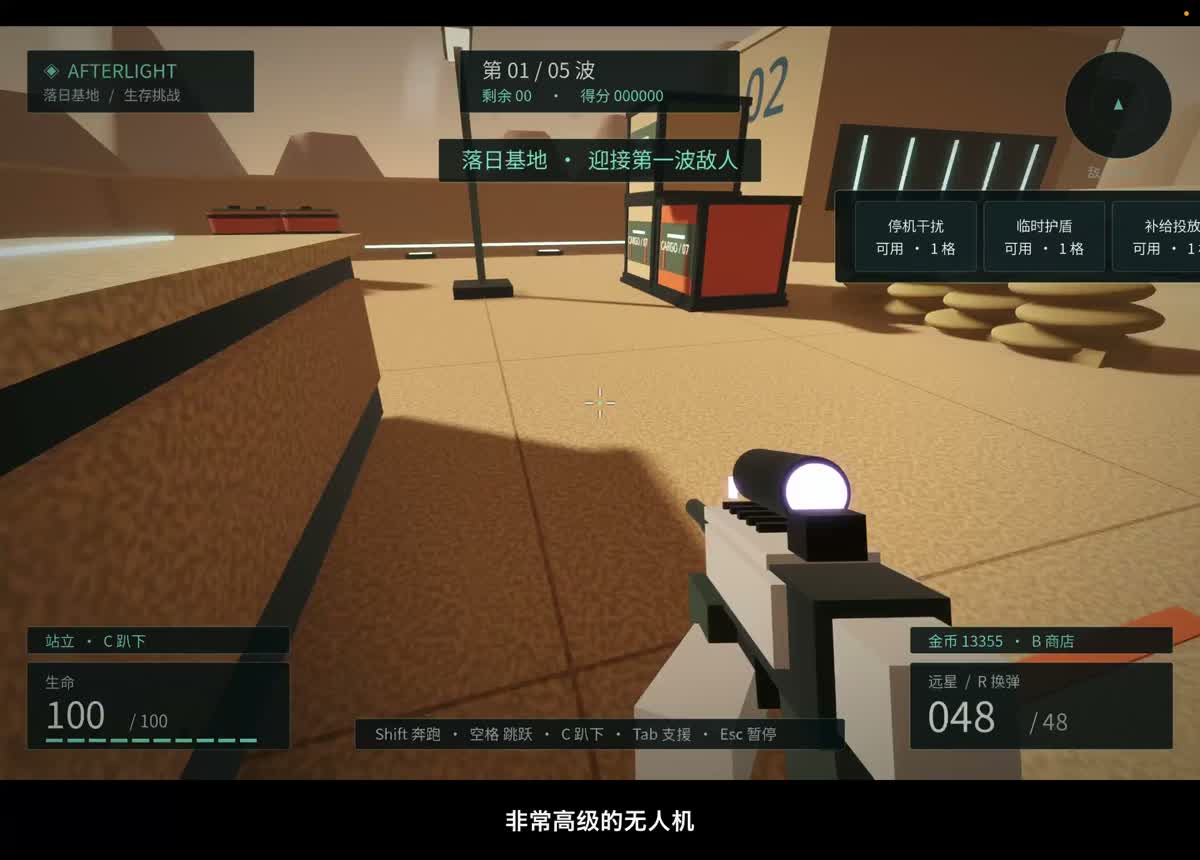 AFTERLIGHT
落日基地 / 生存挑战
第 01 / 05 波
剩余 00 · 得分 000000
02
落日基地 · 迎接第一波敌人
敌
停机干扰
可用 · 1 格
临时护盾
可用 · 1 格
补给投放
可用 · 1
CARGO / 07
CARGO / 07
站立 · C 趴下
生命
100 / 100
Shift 奔跑 · 空格 跳跃 · C 趴下 · Tab 支援 · Esc 暂停
金币 13355 · B 商店
远星 / R 换弹
048 / 48
非常高级的无人机